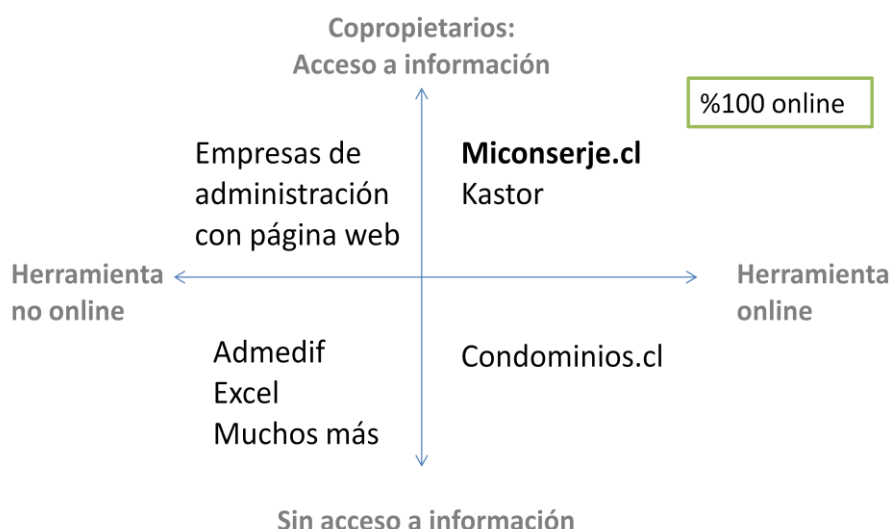 Copropietarios:
Acceso a información
%100 online
Empresas de
administración
con página web
Miconserje.cl
Kastor
Herramienta
no online
Herramienta
online
Admedif
Excel
Muchos más
Condominios.cl
Sin acceso a información